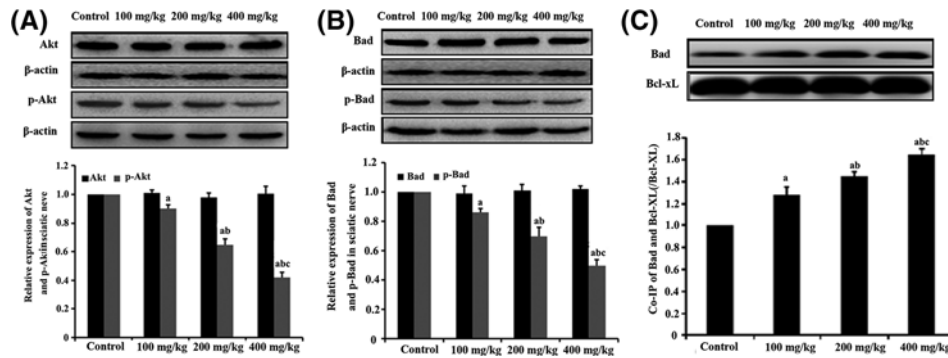 (A)
Control 100 mg/kg 200 mg/kg 400 mg/kg
Akt
β-actin
p-Akt
β-actin
Relative expression of Akt
and p-Aktinsciatic neve
1.2
1.0
0.8
0.6
0.4
0.2
0
Akt p-Akt
a
ab
abc
Control 100 mg/kg 200 mg/kg 400 mg/kg
(B)
Control 100 mg/kg 200 mg/kg 400 mg/kg
Bad
β-actin
p-Bad
β-actin
Relative expression of Bad
and p-Bad in sciatic nerve
1.2
1.0
0.8
0.6
0.4
0.2
0
Bad p-Bad
a
ab
abc
Control 100 mg/kg 200 mg/kg 400 mg/kg
(C)
Control 100 mg/kg 200 mg/kg 400 mg/kg
Bad
Bcl-xL
Co-IP of Bad and Bcl-XL(/Bcl-XL)
1.8
1.6
1.4
1.2
1.0
0.8
0.6
0.4
0.2
0
a
ab
abc
Control 100 mg/kg 200 mg/kg 400 mg/kg